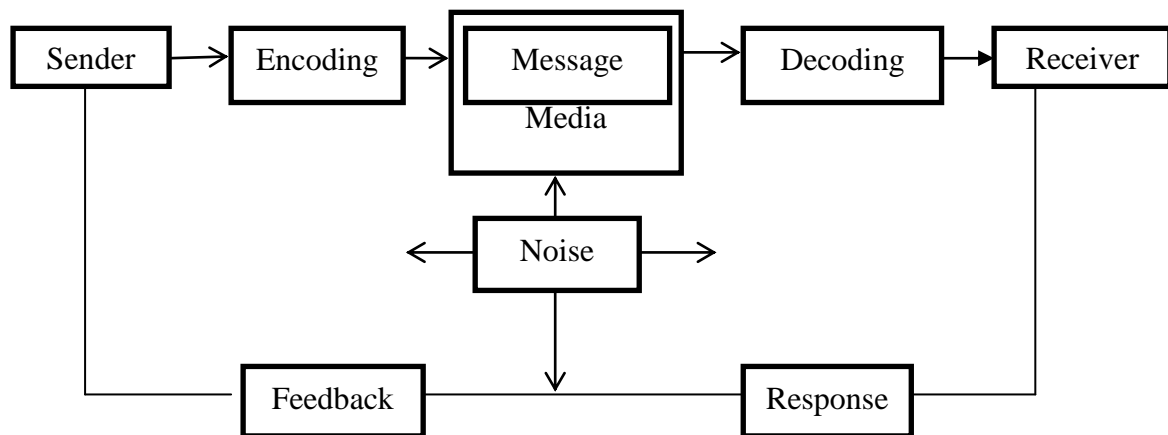 Sender
Encoding
Message
Media
Decoding
Receiver
Noise
Feedback
Response